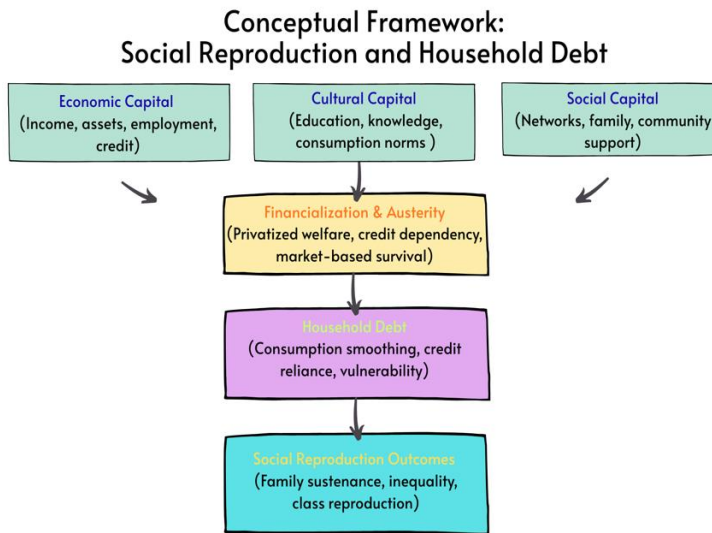 Conceptual Framework:
Social Reproduction and Household Debt
Economic Capital
(Income, assets, employment,
credit)
Cultural Capital
(Education, knowledge,
consumption norms )
Social Capital
(Networks, family, community
support)
Financialization & Austerity
(Privatized welfare, credit dependency,
market-based survival)
Household Debt
(Consumption smoothing, credit
reliance, vulnerability)
Social Reproduction Outcomes
(Family sustenance, inequality,
class reproduction)